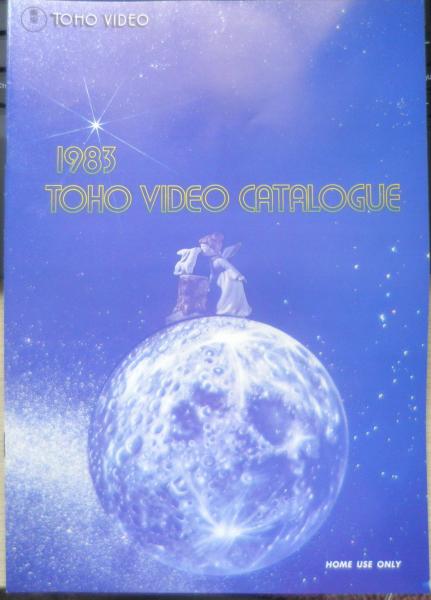 TOHO VIDEO
1983
TOHO VIDEO CATALOGUE
HOME USE ONLY